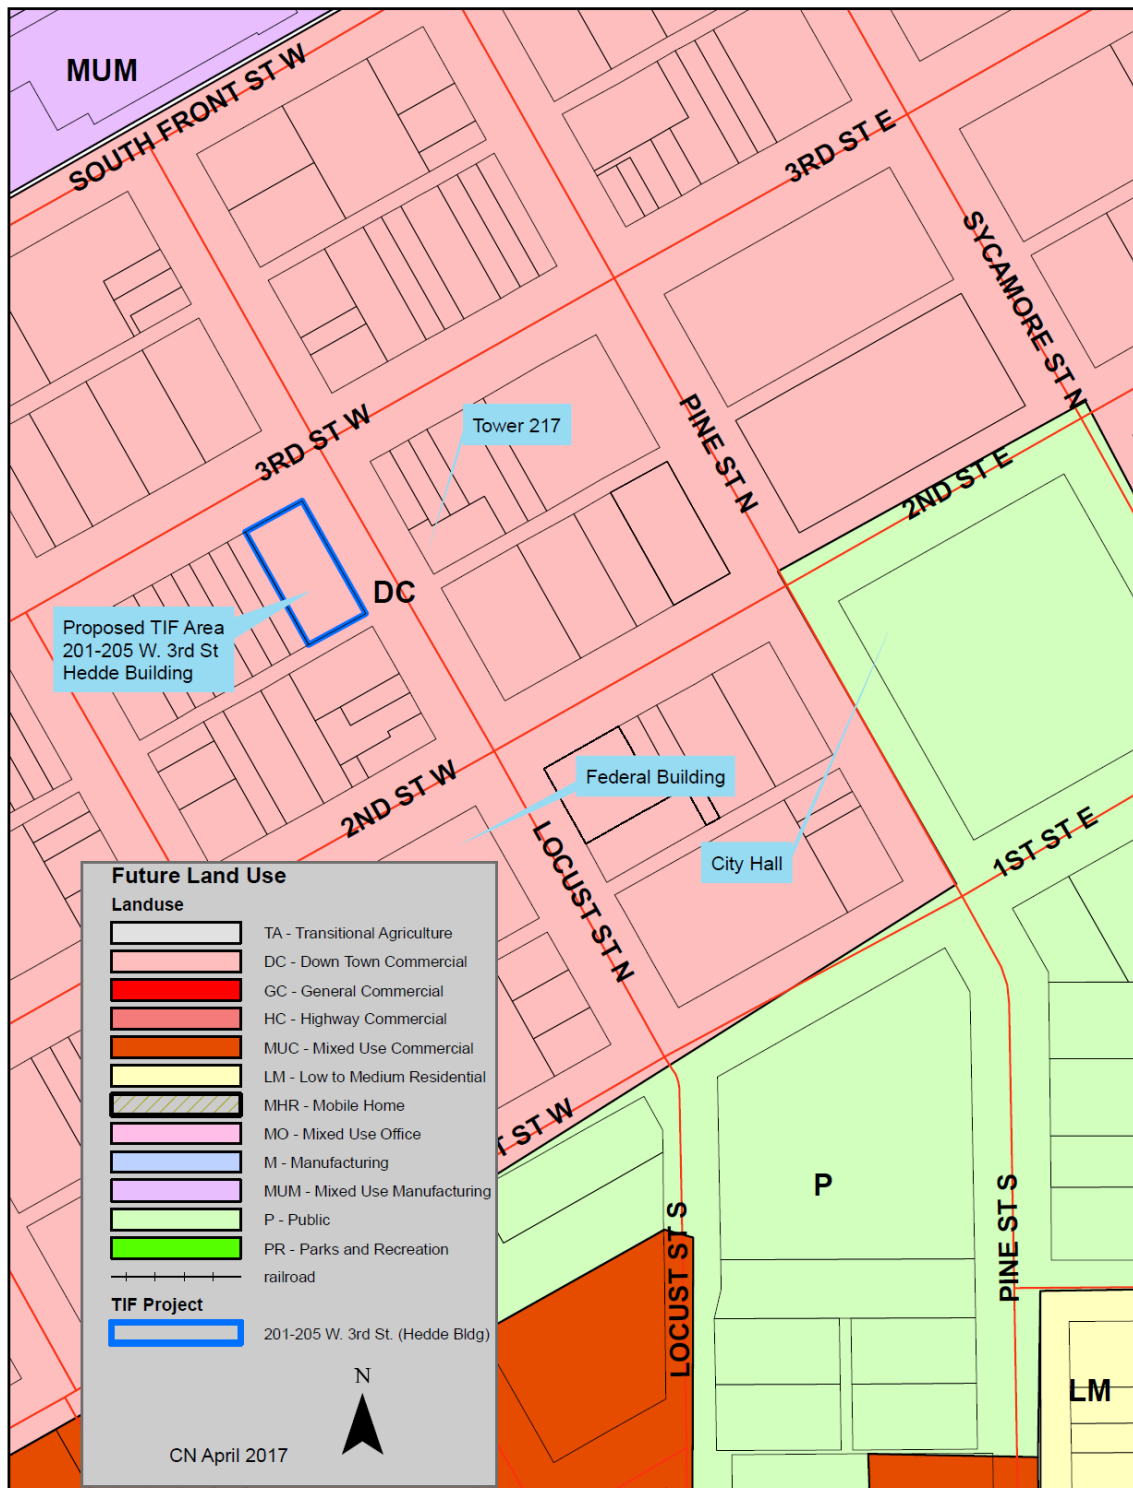 MUM
SOUTH FRONT ST W
3RD ST E
SYCAMORE ST N
3RD ST W
Tower 217
PINE ST N
2ND ST E
DC
Proposed TIF Area
201-205 W. 3rd St
Hedde Building
2ND ST W
Federal Building
LOCUST ST N
City Hall
1ST ST E
T ST W
P
LOCUST ST S
PINE ST S
LM
Future Land Use
Landuse
TA - Transitional Agriculture
DC - Down Town Commercial
GC - General Commercial
HC - Highway Commercial
MUC - Mixed Use Commercial
LM - Low to Medium Residential
MHR - Mobile Home
MO - Mixed Use Office
M - Manufacturing
MUM - Mixed Use Manufacturing
P - Public
PR - Parks and Recreation
railroad
TIF Project
201-205 W. 3rd St. (Hedde Bldg)
N
CN April 2017